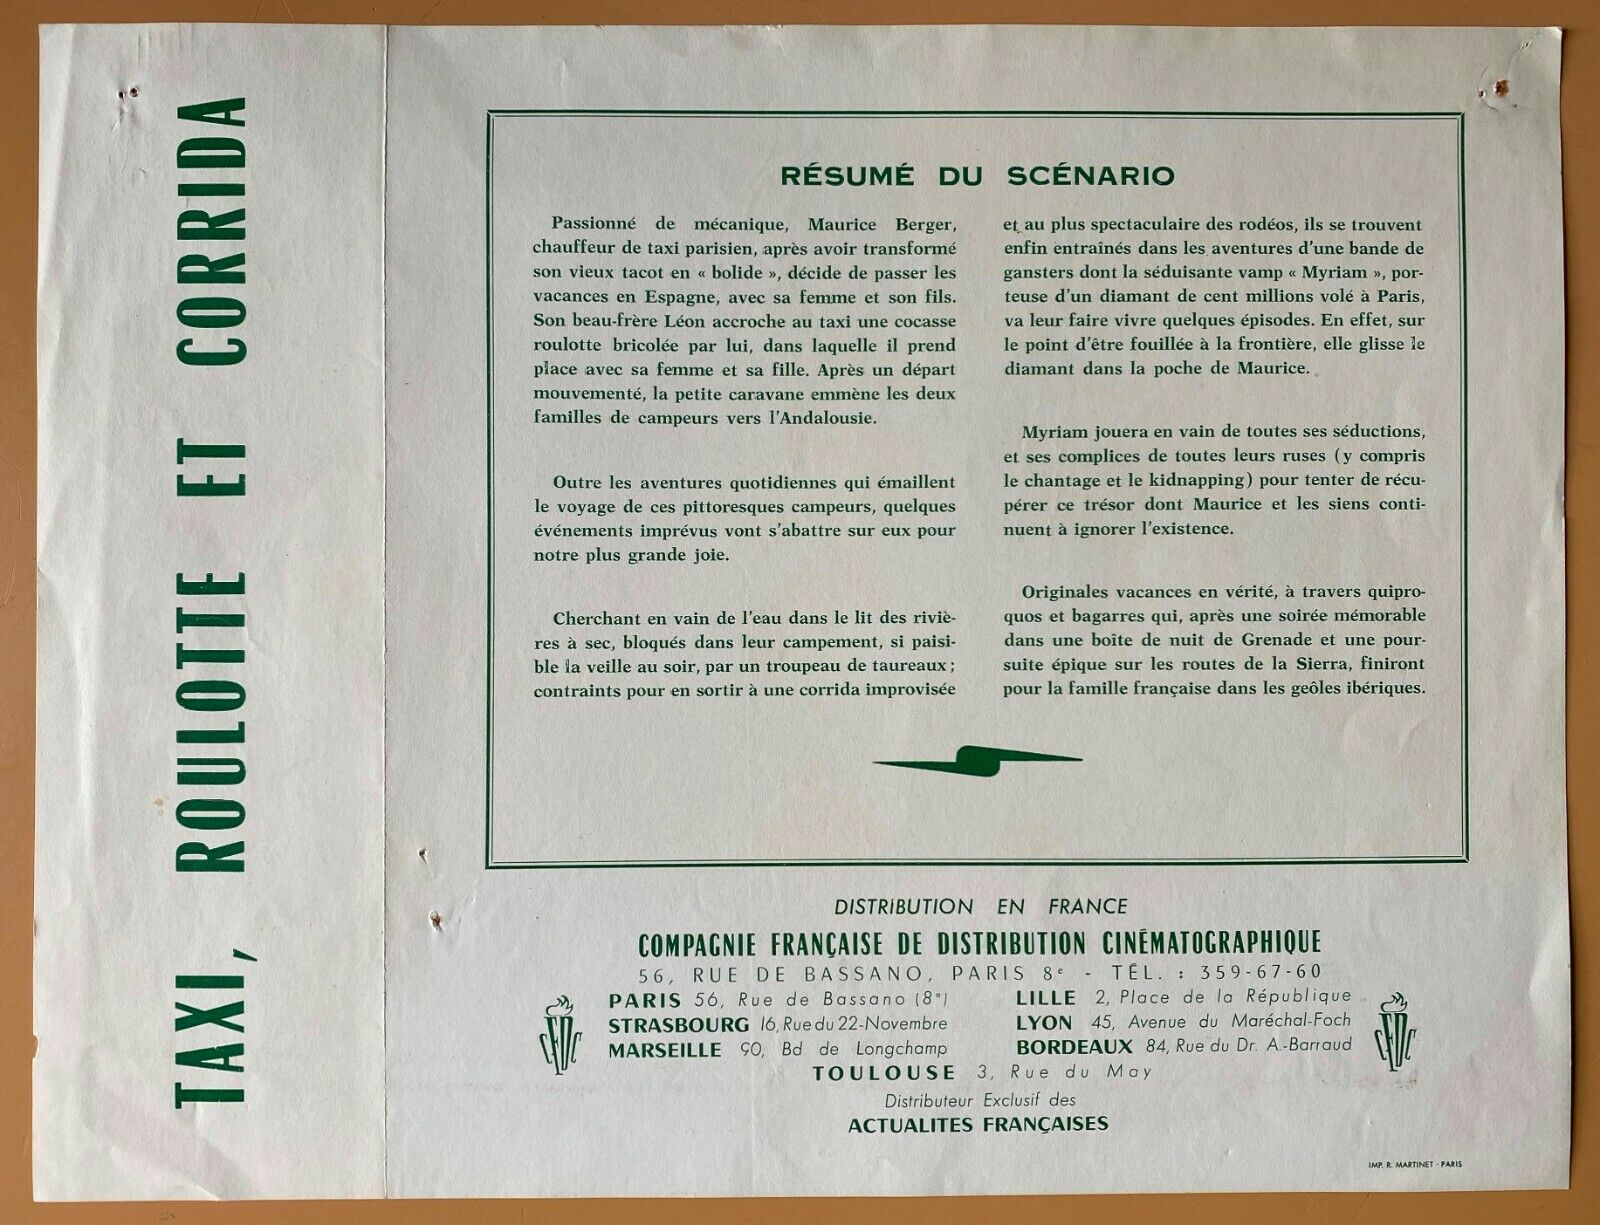 TAXI, ROULOTTE ET CORRIDA
RÉSUMÉ DU SCÉNARIO
Passionné de mécanique, Maurice Berger,
chauffeur de taxi parisien, après avoir transformé
son vieux tacot en « bolide », décide de passer les
vacances en Espagne, avec sa femme et son fils.
Son beau-frère Léon accroche au taxi une cocasse
roulotte bricolée par lui, dans laquelle il prend
place avec sa femme et sa fille. Après un départ
mouvementé, la petite caravane emmène les deux
familles de campeurs vers l'Andalousie.
Outre les aventures quotidiennes qui émaillent
le voyage de ces pittoresques campeurs, quelques
événements imprévus vont s'abattre sur eux pour
notre plus grande joie.
Cherchant en vain de l'eau dans le lit des riviè-
res à sec, bloqués dans leur campement, si paisi-
ble la veille au soir, par un troupeau de taureaux ;
contraints pour en sortir à une corrida improvisée
et au plus spectaculaire des rodéos, ils se trouvent
enfin entraînés dans les aventures d'une bande de
gansters dont la séduisante vamp « Myriam », por-
teuse d'un diamant de cent millions volé à Paris,
va leur faire vivre quelques épisodes. En effet, sur
le point d'être fouillée à la frontière, elle glisse le
diamant dans la poche de Maurice.
Myriam jouera en vain de toutes ses séductions,
et ses complices de toutes leurs ruses (y compris
le chantage et le kidnapping) pour tenter de récu-
pérer ce trésor dont Maurice et les siens conti-
nuent à ignorer l'existence.
Originales vacances en vérité, à travers quipro-
quos et bagarres qui, après une soirée mémorable
dans une boîte de nuit de Grenade et une pour-
suite épique sur les routes de la Sierra, finiront
pour la famille française dans les geôles ibériques.
DISTRIBUTION EN FRANCE
COMPAGNIE FRANÇAISE DE DISTRIBUTION CINÉMATOGRAPHIQUE
56, RUE DE BASSANO, PARIS 8e - TÉL. : 359-67-60
PARIS 56, Rue de Bassano (8e)
STRASBOURG 16, Rue du 22-Novembre
MARSEILLE 90, Bd de Longchamp
LILLE 2, Place de la République
LYON 45, Avenue du Maréchal-Foch
BORDEAUX 84, Rue du Dr. A.-Barraud
TOULOUSE 3, Rue du May
CFDC
CFDC
Distributeur Exclusif des
ACTUALITES FRANÇAISES
IMP. R. MARTINET - PARIS